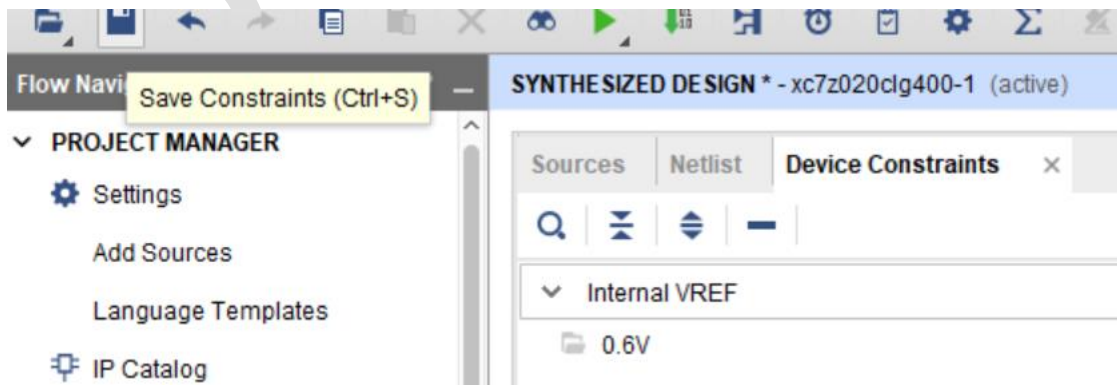 Flow Navi
Save Constraints (Ctrl+S)
SYNTHESIZED DESIGN * - xc7z020clg400-1 (active)
PROJECT MANAGER
Settings
Add Sources
Language Templates
IP Catalog
Sources Netlist Device Constraints
Internal VREF
0.6V